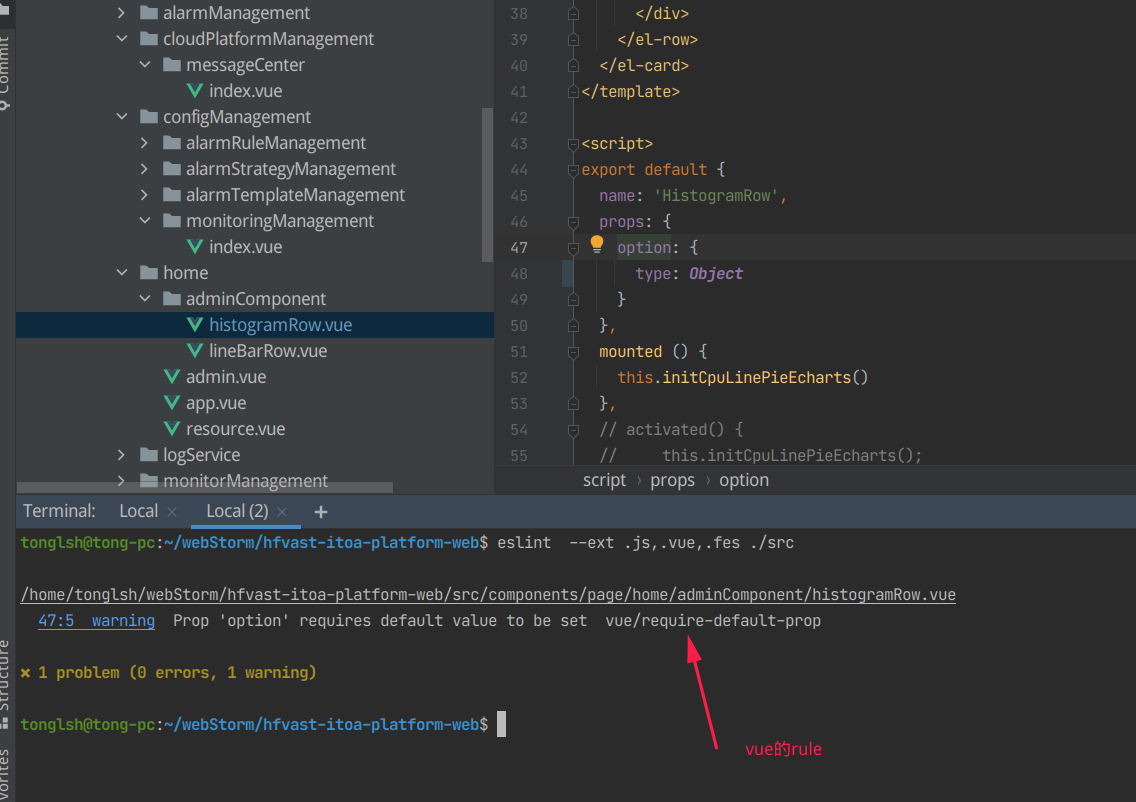 Commit
alarmManagement
cloudPlatformManagement
messageCenter
index.vue
configManagement
alarmRuleManagement
alarmStrategyManagement
alarmTemplateManagement
monitoringManagement
index.vue
home
adminComponent
histogramRow.vue
lineBarRow.vue
admin.vue
app.vue
resource.vue
logService
monitorManagement
38 </div>
39 </el-row>
40 </el-card>
41 </template>
42
43 <script>
44 export default {
45 name: 'HistogramRow',
46 props: {
47 option: {
48 type: Object
49 }
50 },
51 mounted () {
52 this.initCpuLinePieEcharts()
53 },
54 // activated() {
55 // this.initCpuLinePieEcharts();
script › props › option
Terminal: Local × Local (2) × +
tonglsh@tong-pc:~/webStorm/hfvast-itoa-platform-web$ eslint --ext .js,.vue,.fes ./src
/home/tonglsh/webStorm/hfvast-itoa-platform-web/src/components/page/home/adminComponent/histogramRow.vue
47:5 warning Prop 'option' requires default value to be set vue/require-default-prop
✖ 1 problem (0 errors, 1 warning)
tonglsh@tong-pc:~/webStorm/hfvast-itoa-platform-web$
vue的rule
Structure
vorites